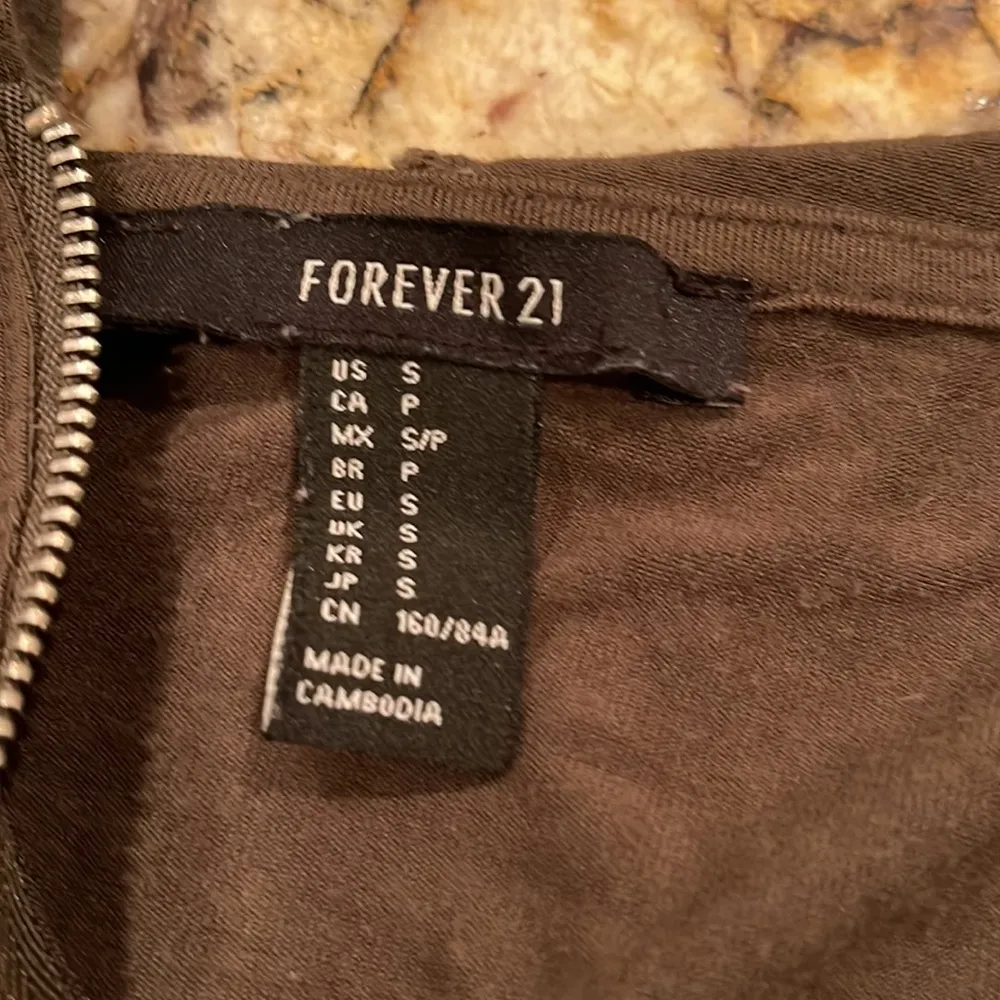 FOREVER 21
US S
CA P
MX S/P
BR P
EU S
UK S
KR S
JP S
CN 160/84A
MADE IN
CAMBODIA